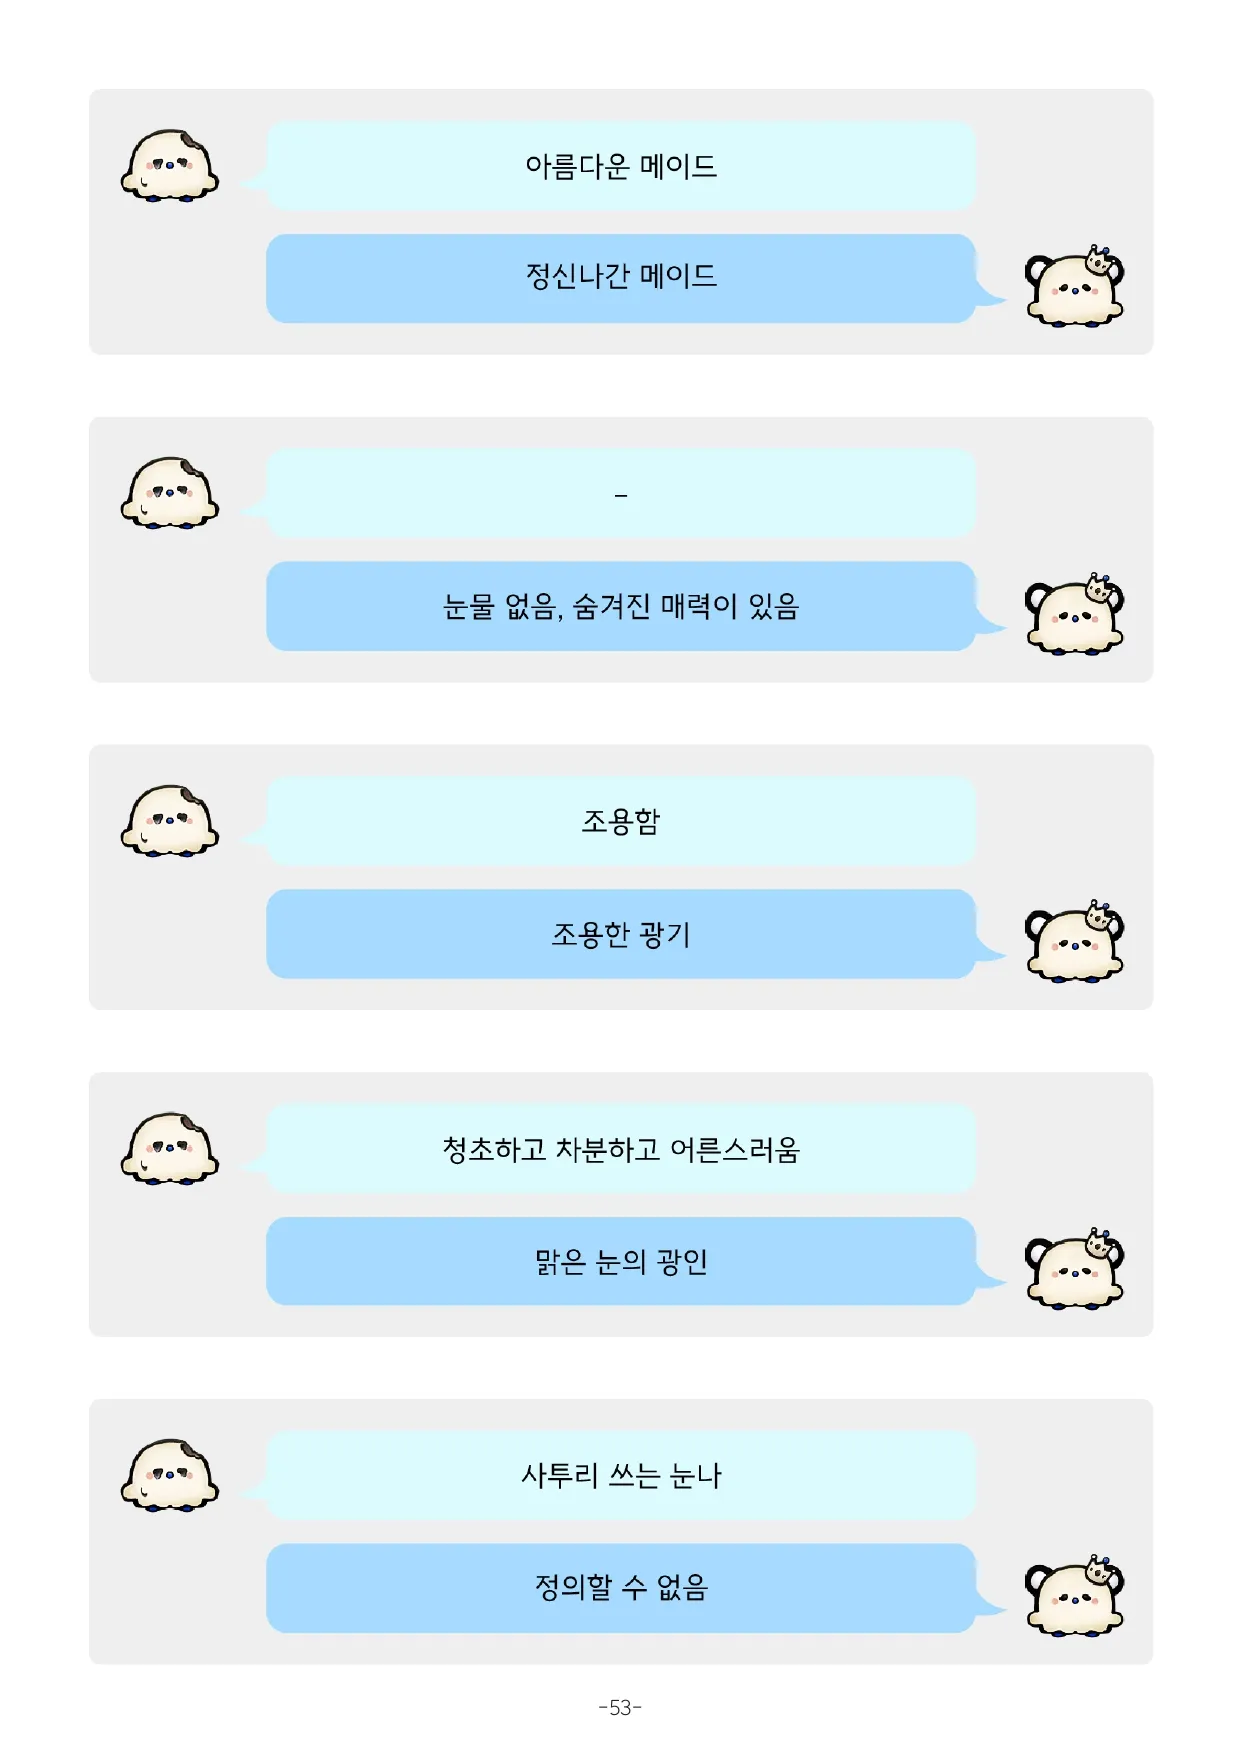 아름다운 메이드
정신나간 메이드
–
눈물 없음, 숨겨진 매력이 있음
조용함
조용한 광기
청초하고 차분하고 어른스러움
맑은 눈의 광인
사투리 쓰는 눈나
정의할 수 없음
-53-